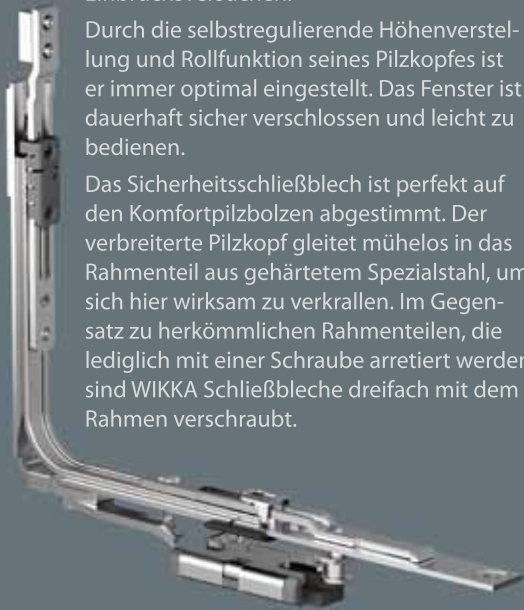 Durch die selbstregulierende Höhenverstel-
lung und Rollfunktion seines Pilzkopfes ist
er immer optimal eingestellt. Das Fenster ist
dauerhaft sicher verschlossen und leicht zu
bedienen.
Das Sicherheitsschließblech ist perfekt auf
den Komfortpilzbolzen abgestimmt. Der
verbreiterte Pilzkopf gleitet mühelos in das
Rahmenteil aus gehärtetem Spezialstahl, um
sich hier wirksam zu verkrallen. Im Gegen-
satz zu herkömmlichen Rahmenteilen, die
lediglich mit einer Schraube arretiert werden
sind WIKKA Schließbleche dreifach mit dem
Rahmen verschraubt.